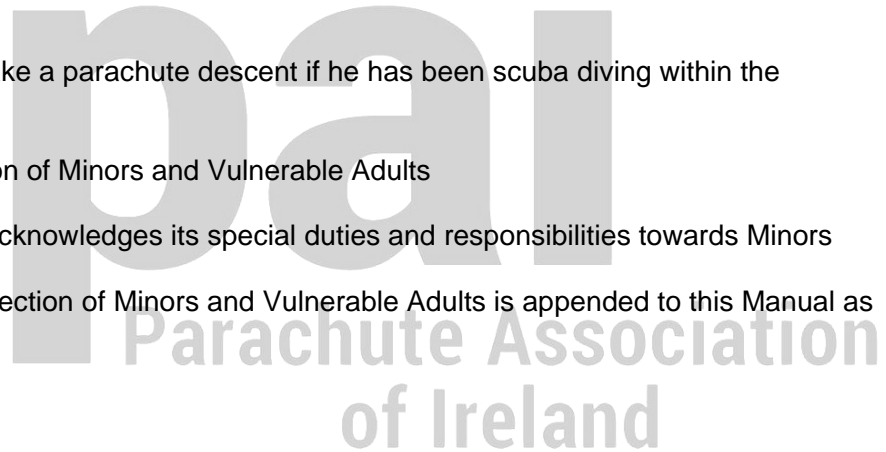 pai
ke a parachute descent if he has been scuba diving within the
on of Minors and Vulnerable Adults
cknowledges its special duties and responsibilities towards Minors
ection of Minors and Vulnerable Adults is appended to this Manual as
Parachute Association
of Ireland